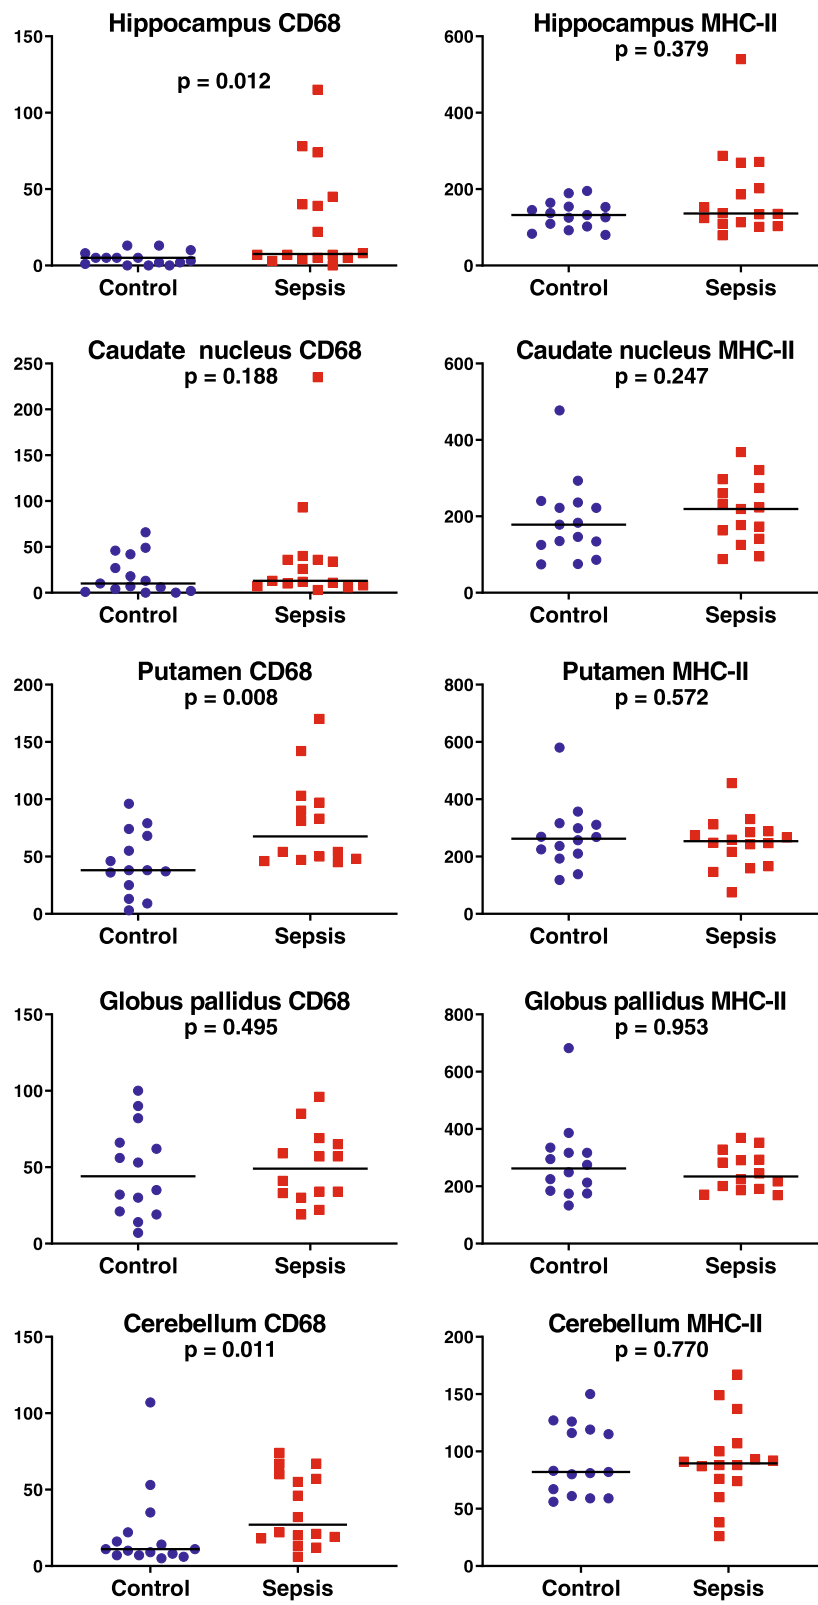 Hippocampus CD68
p = 0.012
150
100
50
0
Control Sepsis
Hippocampus MHC-II
p = 0.379
600
400
200
0
Control Sepsis
Caudate nucleus CD68
p = 0.188
250
200
150
100
50
0
Control Sepsis
Caudate nucleus MHC-II
p = 0.247
600
400
200
0
Control Sepsis
Putamen CD68
p = 0.008
200
150
100
50
0
Control Sepsis
Putamen MHC-II
p = 0.572
800
600
400
200
0
Control Sepsis
Globus pallidus CD68
p = 0.495
150
100
50
0
Control Sepsis
Globus pallidus MHC-II
p = 0.953
800
600
400
200
0
Control Sepsis
Cerebellum CD68
p = 0.011
150
100
50
0
Control Sepsis
Cerebellum MHC-II
p = 0.770
200
150
100
50
0
Control Sepsis